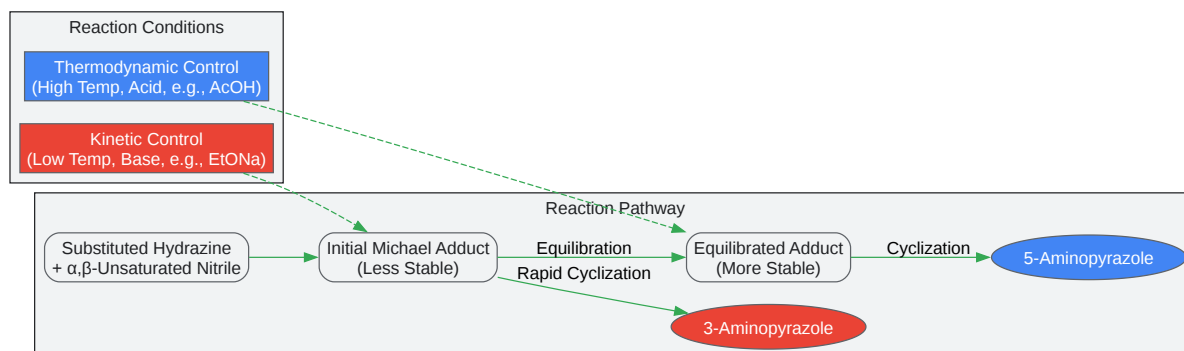 Reaction Conditions
Thermodynamic Control
(High Temp, Acid, e.g., AcOH)
Kinetic Control
(Low Temp, Base, e.g., EtONa)
Reaction Pathway
Substituted Hydrazine
+ α,β-Unsaturated Nitrile
Initial Michael Adduct
(Less Stable)
Equilibration
Rapid Cyclization
Equilibrated Adduct
(More Stable)
Cyclization
5-Aminopyrazole
3-Aminopyrazole